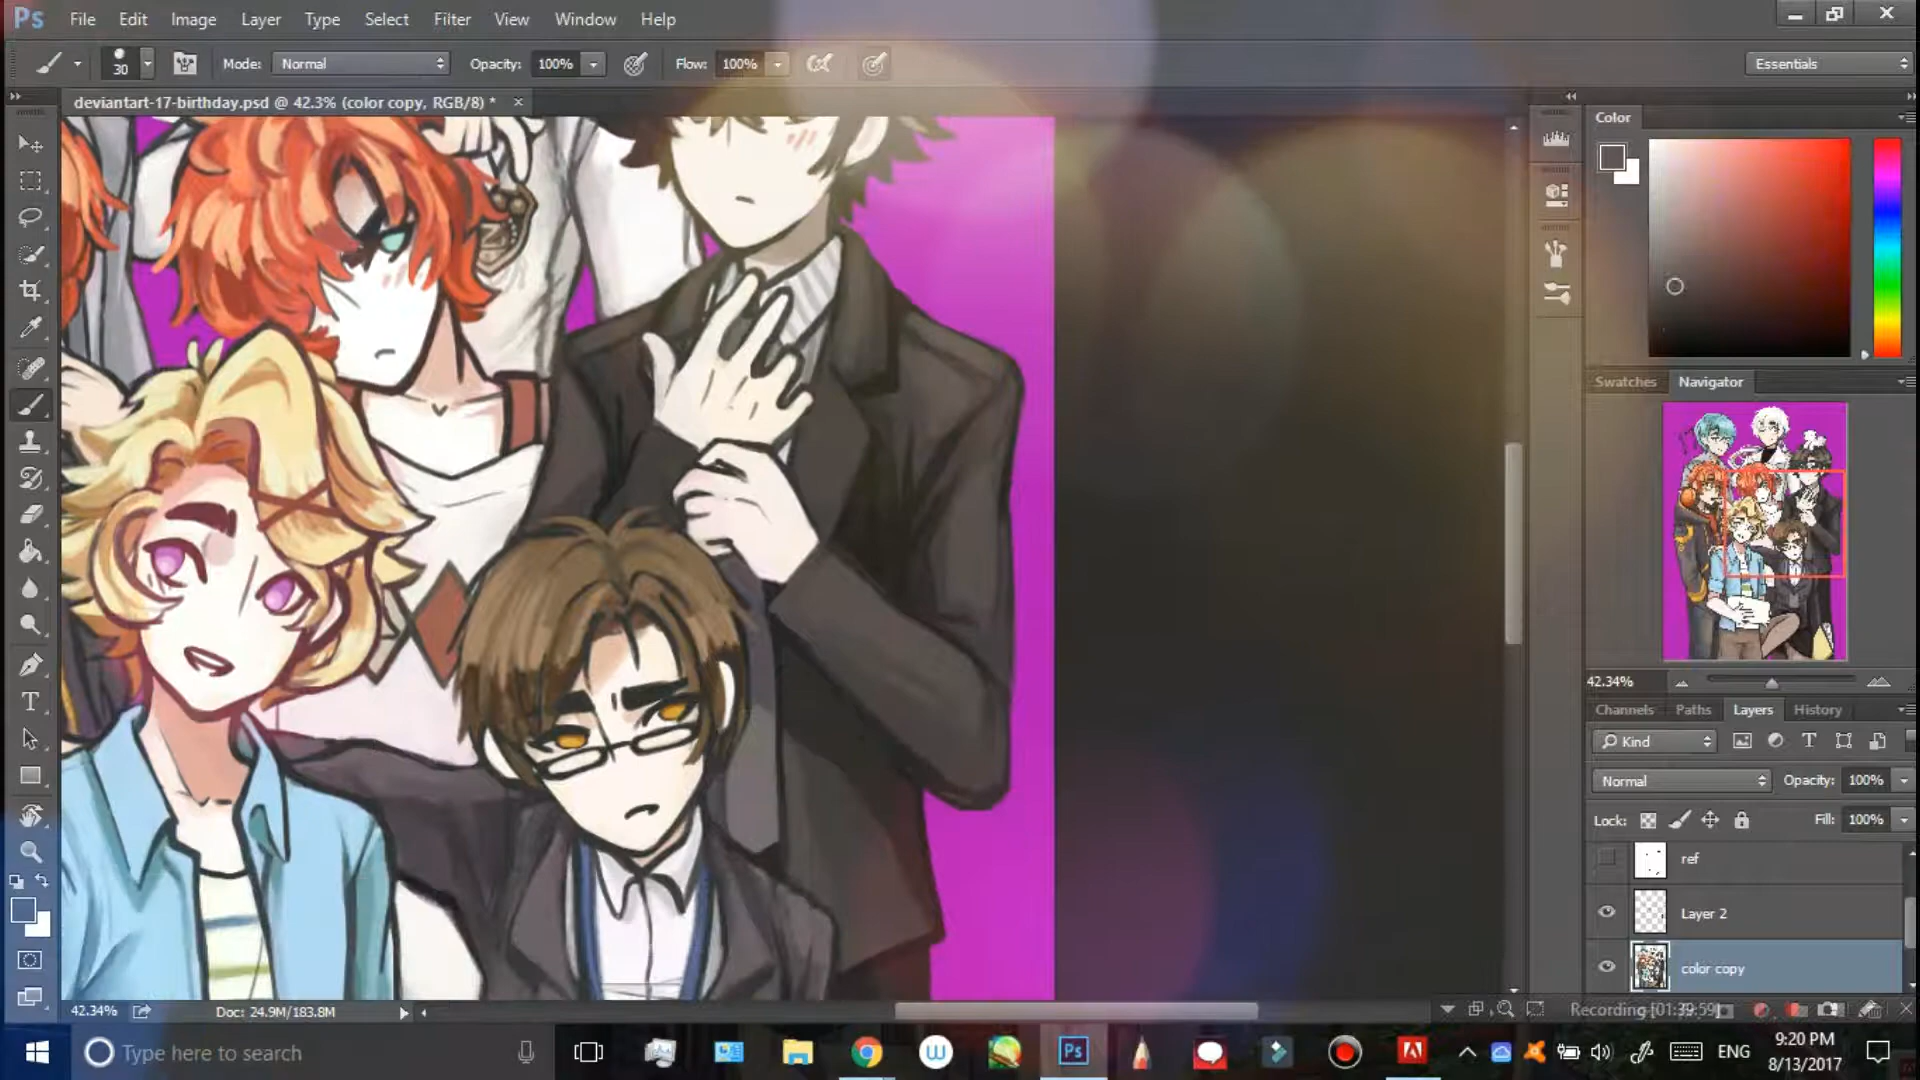 Ps File Edit Image Layer Type Select Filter View Window Help
30 Mode: Normal Opacity: 100% Flow: 100% Essentials
deviantart-17-birthday.psd @ 42.3% (color copy, RGB/8) * ×
Color
Swatches Navigator
42.34%
Channels Paths Layers History
Kind
Normal Opacity: 100%
Lock: Fill: 100%
ref
Layer 2
color copy
42.34% Doc: 24.9M/183.8M
Recording [01:39:59]
Type here to search
Ps
ENG
9:20 PM
8/13/2017